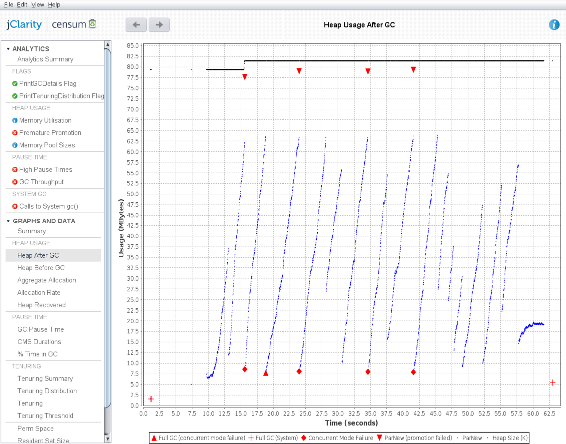 File Edit View Help
jClarity censum
Heap Usage After GC
ANALYTICS
Analytics Summary
FLAGS
PrintGCDetails Flag
PrintTenuringDistribution Flag
HEAP USAGE
Memory Utilisation
Premature Promotion
Memory Pool Sizes
PAUSE TIME
High Pause Times
GC Throughput
SYSTEM GC
Calls to System gc()
GRAPHS AND DATA
Summary
HEAP USAGE
Heap After GC
Heap Before GC
Aggregate Allocation
Allocation Rate
Heap Recovered
PAUSE TIME
GC Pause Time
CMS Durations
% Time in GC
TENURING
Tenuring Summary
Tenuring Distribution
Tenuring
Tenuring Threshold
Perm Space
Resident Set Size
Usage (MBytes)
85.0
82.5
80.0
77.5
75.0
72.5
70.0
67.5
65.0
62.5
60.0
57.5
55.0
52.5
50.0
47.5
45.0
42.5
40.0
37.5
35.0
32.5
30.0
27.5
25.0
22.5
20.0
17.5
15.0
12.5
10.0
7.5
5.0
2.5
0.0
0.0 2.5 5.0 7.5 10.0 12.5 15.0 17.5 20.0 22.5 25.0 27.5 30.0 32.5 35.0 37.5 40.0 42.5 45.0 47.5 50.0 52.5 55.0 57.5 60.0 62.5
Time (seconds)
Full GC (concurrent Mode failure) Full GC (System) Concurrent Mode Failure ParNew (promotion failed) ParNew Heap Size (K)